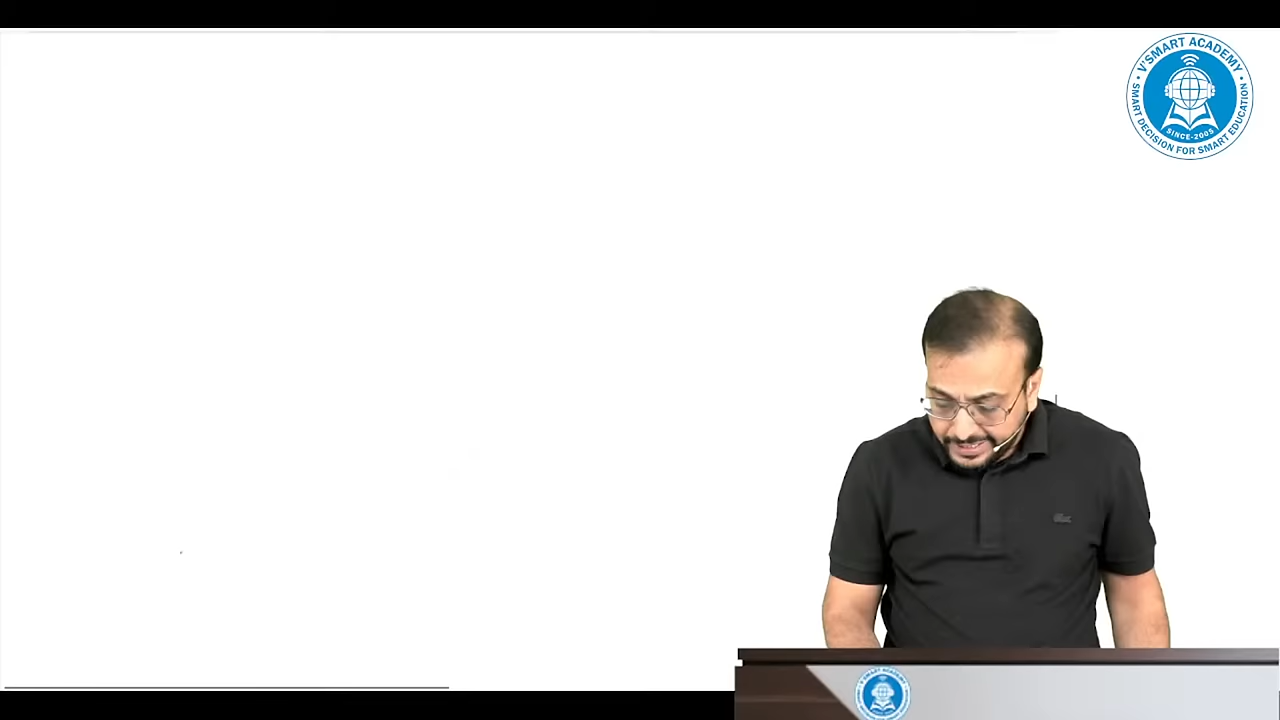 V'SMART ACADEMY
SMART DECISION FOR SMART EDUCATION
SINCE-2005